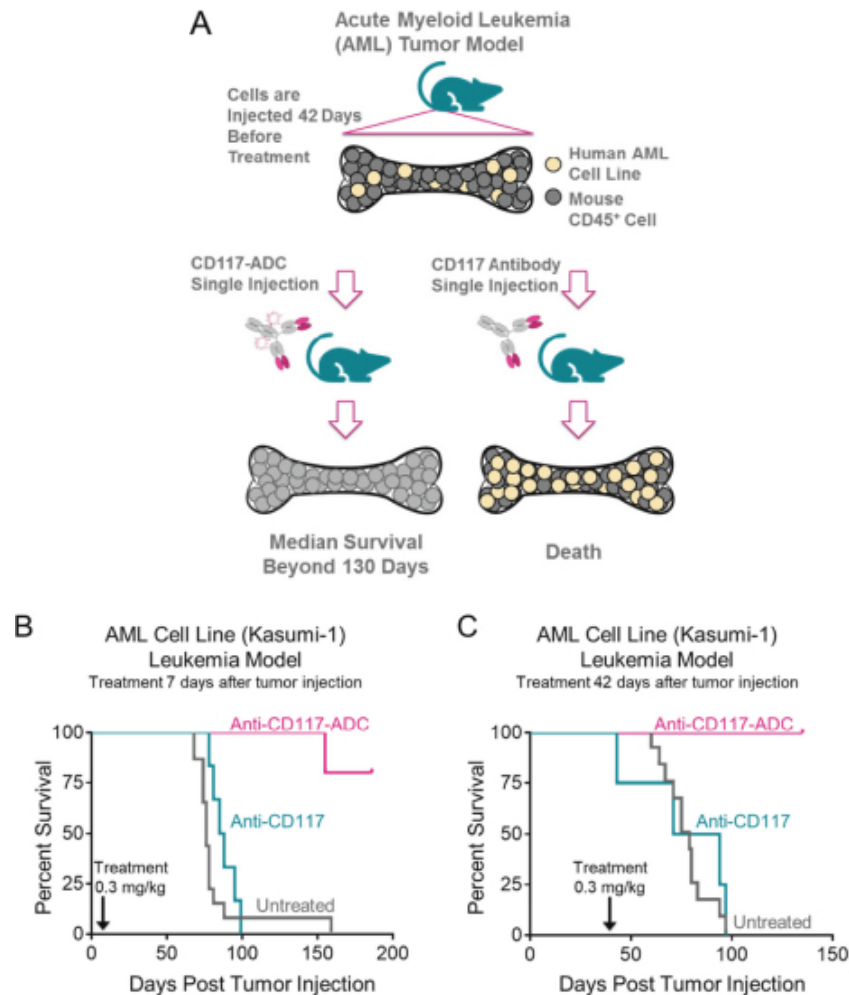 A
Acute Myeloid Leukemia
(AML) Tumor Model
Cells are
Injected 42 Days
Before
Treatment
Human AML
Cell Line
Mouse
CD45⁺ Cell
CD117-ADC
Single Injection
CD117 Antibody
Single Injection
Median Survival
Beyond 130 Days
Death
B
AML Cell Line (Kasumi-1)
Leukemia Model
Treatment 7 days after tumor injection
Percent Survival
100
75
50
25
0
Anti-CD117-ADC
Anti-CD117
Treatment
0.3 mg/kg
Untreated
0 50 100 150 200
Days Post Tumor Injection
C
AML Cell Line (Kasumi-1)
Leukemia Model
Treatment 42 days after tumor injection
Percent Survival
100
75
50
25
0
Anti-CD117-ADC
Anti-CD117
Treatment
0.3 mg/kg
Untreated
0 50 100 150
Days Post Tumor Injection